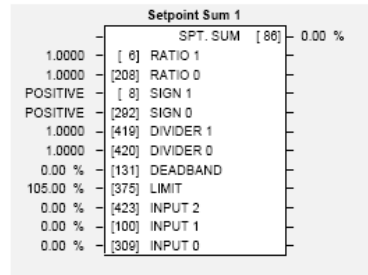 Setpoint Sum 1
SPT. SUM [ 86] 0.00 %
1.0000 [ 6] RATIO 1
1.0000 [208] RATIO 0
POSITIVE [ 8] SIGN 1
POSITIVE [292] SIGN 0
1.0000 [419] DIVIDER 1
1.0000 [420] DIVIDER 0
0.00 % [131] DEADBAND
105.00 % [375] LIMIT
0.00 % [423] INPUT 2
0.00 % [100] INPUT 1
0.00 % [309] INPUT 0